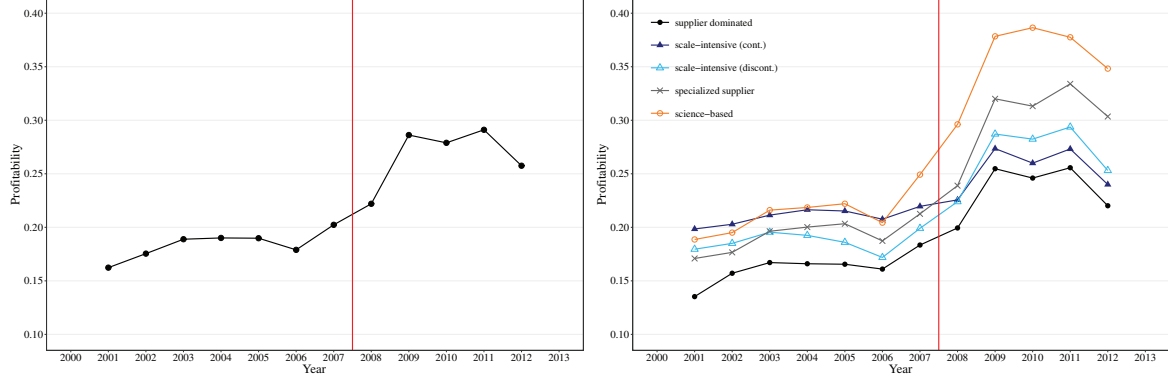 0.40
0.35
0.30
0.25
0.20
0.15
0.10
Profitability
2000 2001 2002 2003 2004 2005 2006 2007 2008 2009 2010 2011 2012 2013
Year
0.40
0.35
0.30
0.25
0.20
0.15
0.10
Profitability
supplier dominated
scale−intensive (cont.)
scale−intensive (discont.)
specialized supplier
science−based
2000 2001 2002 2003 2004 2005 2006 2007 2008 2009 2010 2011 2012 2013
Year